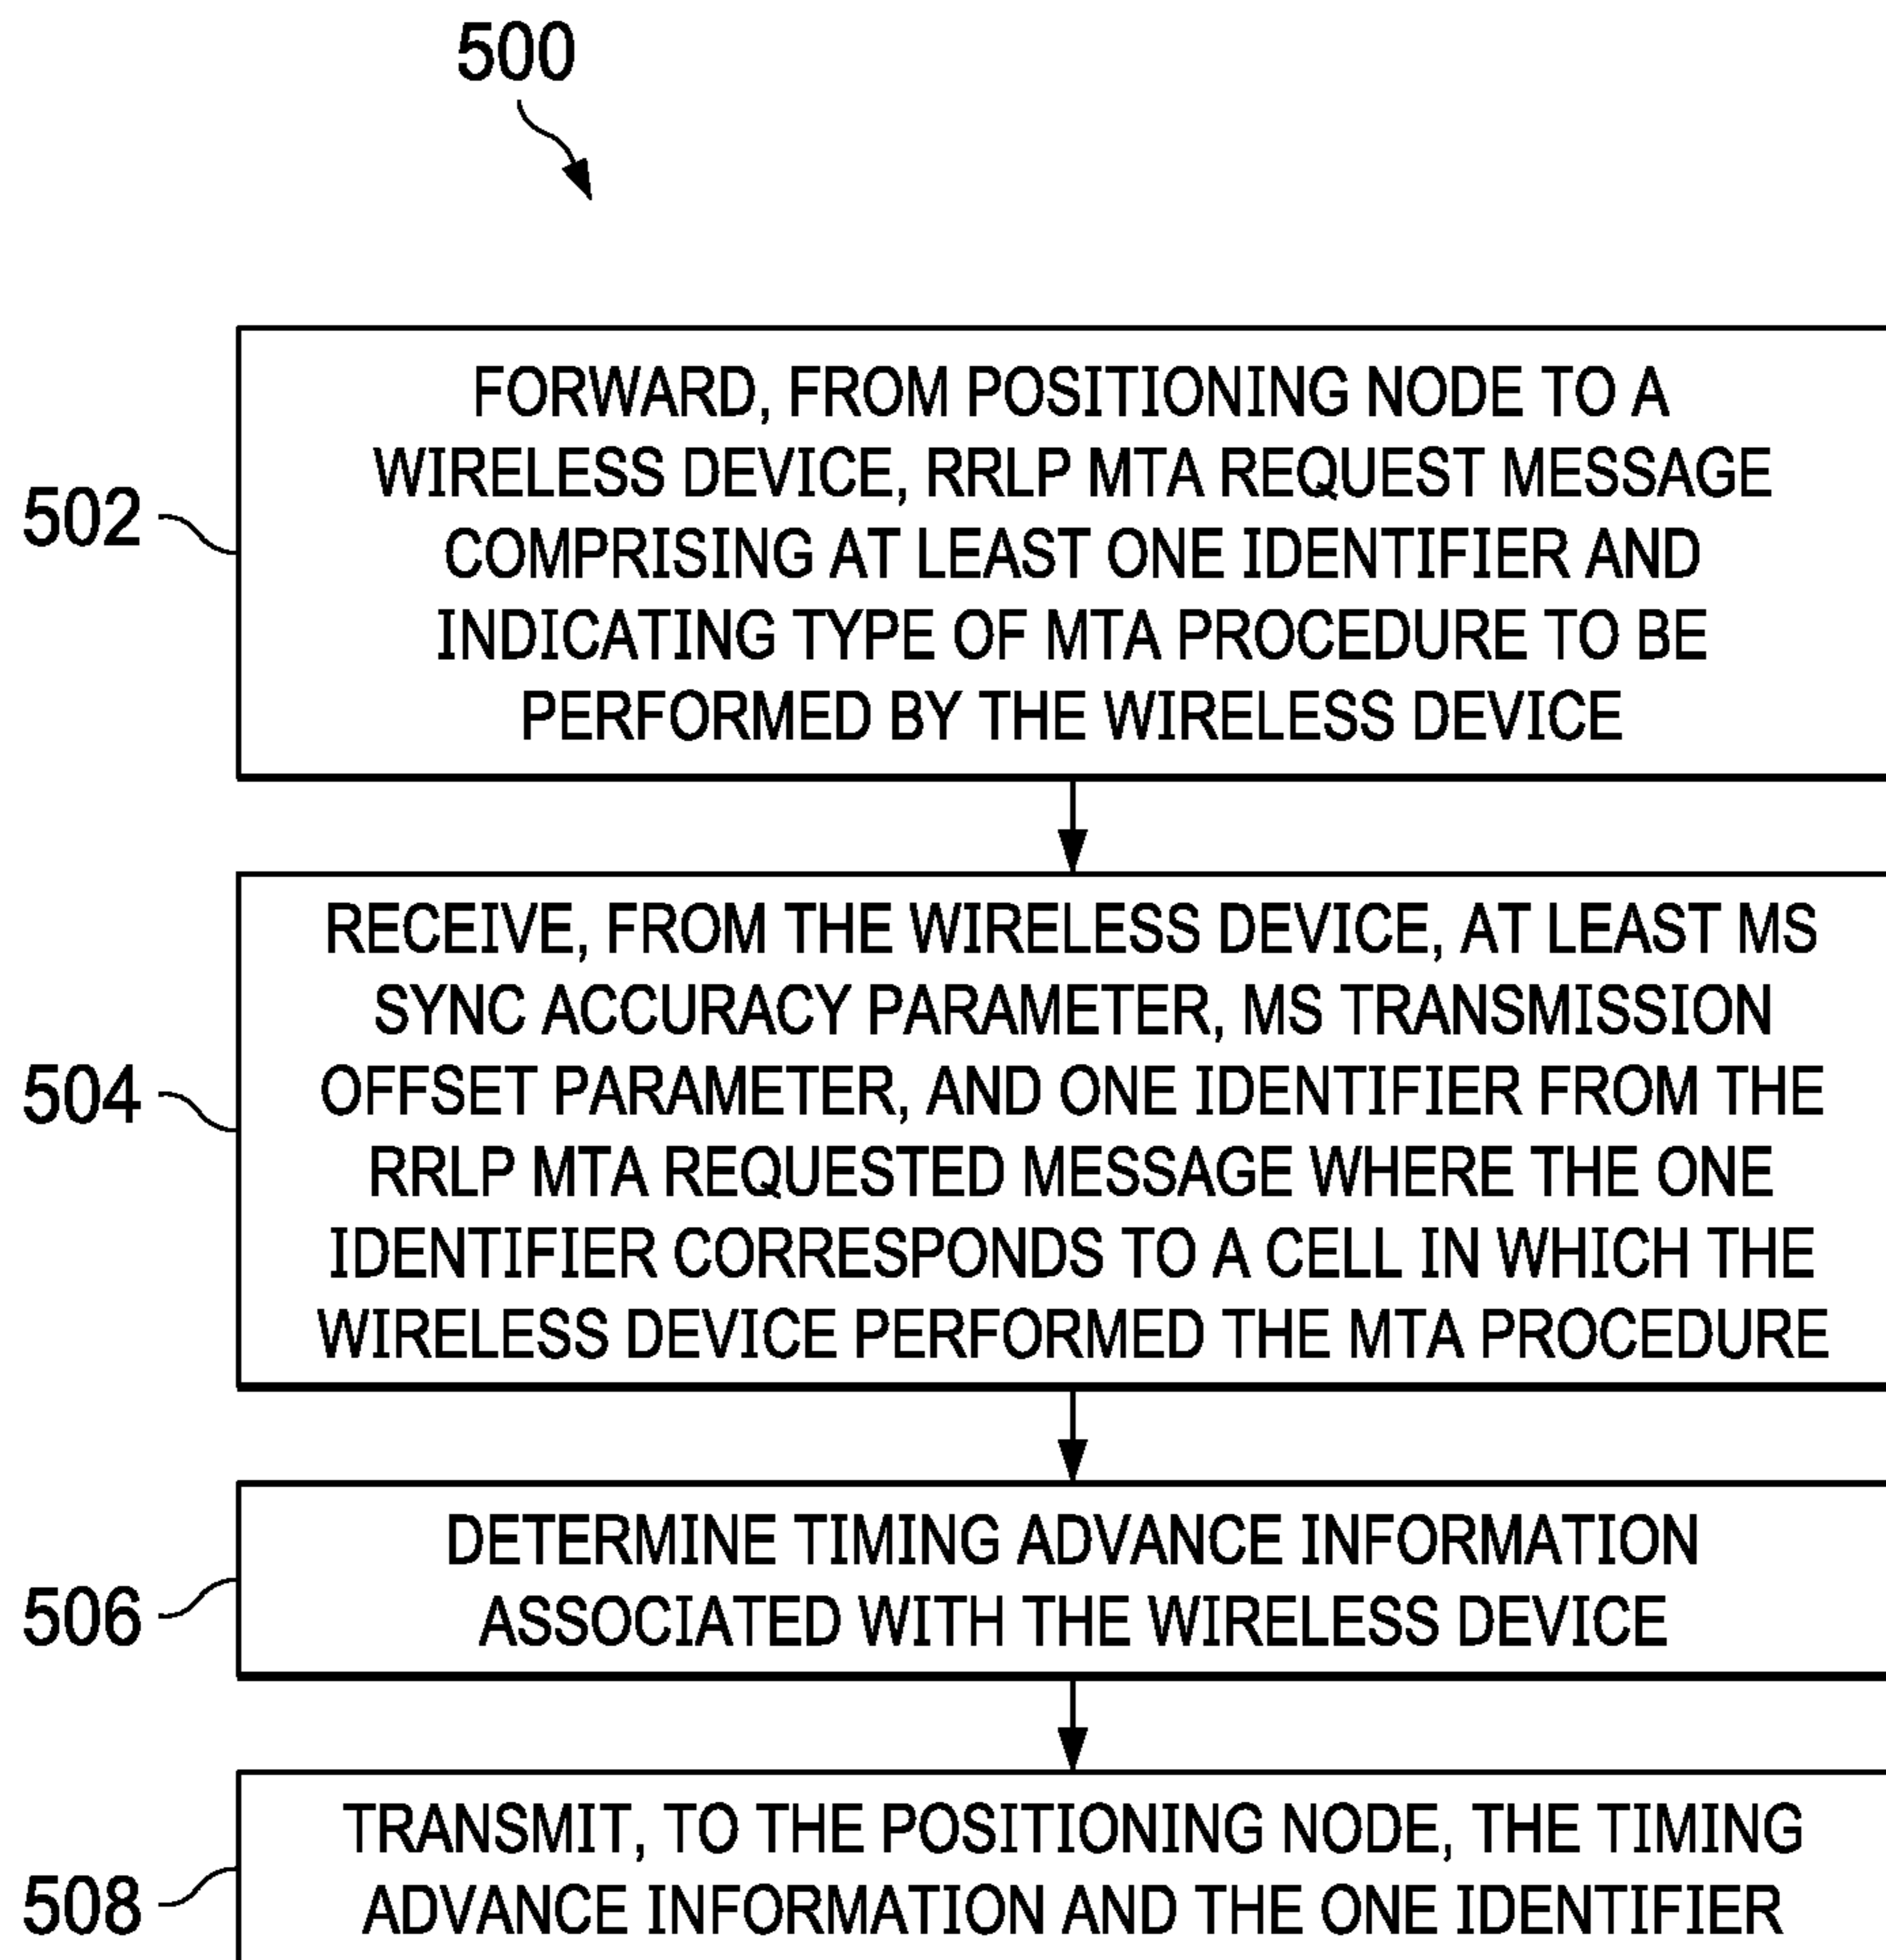 500
502
FORWARD, FROM POSITIONING NODE TO A
WIRELESS DEVICE, RRLP MTA REQUEST MESSAGE
COMPRISING AT LEAST ONE IDENTIFIER AND
INDICATING TYPE OF MTA PROCEDURE TO BE
PERFORMED BY THE WIRELESS DEVICE
504
RECEIVE, FROM THE WIRELESS DEVICE, AT LEAST MS
SYNC ACCURACY PARAMETER, MS TRANSMISSION
OFFSET PARAMETER, AND ONE IDENTIFIER FROM THE
RRLP MTA REQUESTED MESSAGE WHERE THE ONE
IDENTIFIER CORRESPONDS TO A CELL IN WHICH THE
WIRELESS DEVICE PERFORMED THE MTA PROCEDURE
506
DETERMINE TIMING ADVANCE INFORMATION
ASSOCIATED WITH THE WIRELESS DEVICE
508
TRANSMIT, TO THE POSITIONING NODE, THE TIMING
ADVANCE INFORMATION AND THE ONE IDENTIFIER